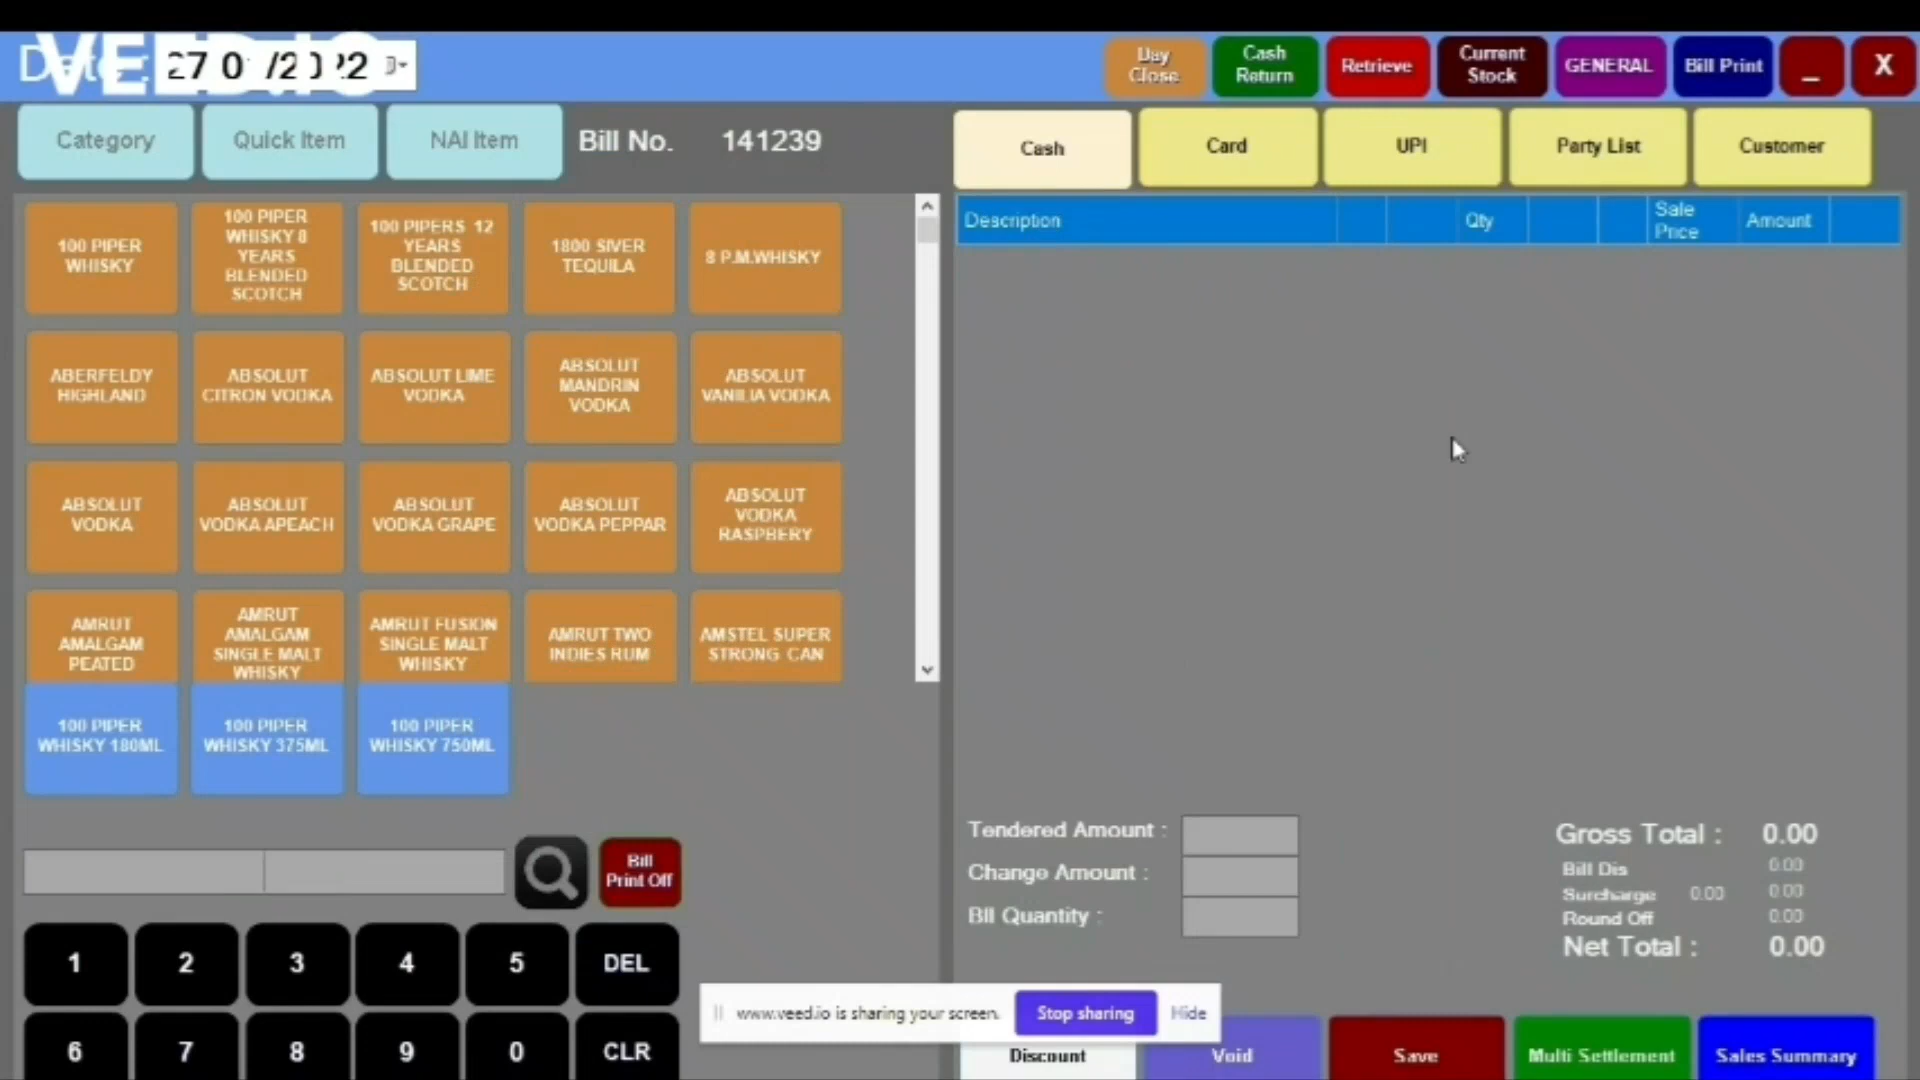 VEED.IO
Day
Close
Cash
Return
Retrieve
Current
Stock
GENERAL
Bill Print
_
X
Category
Quick Item
NAI Item
Bill No. 141239
Cash
Card
UPI
Party List
Customer
Description Qty Sale Price Amount
100 PIPER
WHISKY
100 PIPER
WHISKY 8
YEARS
BLENDED
SCOTCH
100 PIPERS 12
YEARS
BLENDED
SCOTCH
1800 SIVER
TEQUILA
8 P.M.WHISKY
ABERFELDY
HIGHLAND
ABSOLUT
CITRON VODKA
ABSOLUT LIME
VODKA
ABSOLUT
MANDRIN
VODKA
ABSOLUT
VANILIA VODKA
ABSOLUT
VODKA
ABSOLUT
VODKA APEACH
ABSOLUT
VODKA GRAPE
ABSOLUT
VODKA PEPPAR
ABSOLUT
VODKA
RASPBERY
AMRUT
AMALGAM
PEATED
AMRUT
AMALGAM
SINGLE MALT
WHISKY
AMRUT FUSION
SINGLE MALT
WHISKY
AMRUT TWO
INDIES RUM
AMSTEL SUPER
STRONG CAN
100 PIPER
WHISKY 180ML
100 PIPER
WHISKY 375ML
100 PIPER
WHISKY 750ML
Bill
Print Off
1 2 3 4 5 DEL
6 7 8 9 0 CLR
Tendered Amount :
Change Amount :
Bll Quantity :
Gross Total : 0.00
Bill Dis 0.00
Surcharge 0.00 0.00
Round Off 0.00
Net Total : 0.00
www.veed.io is sharing your screen.
Stop sharing
Hide
Discount
Void
Save
Multi Settlement
Sales Summary